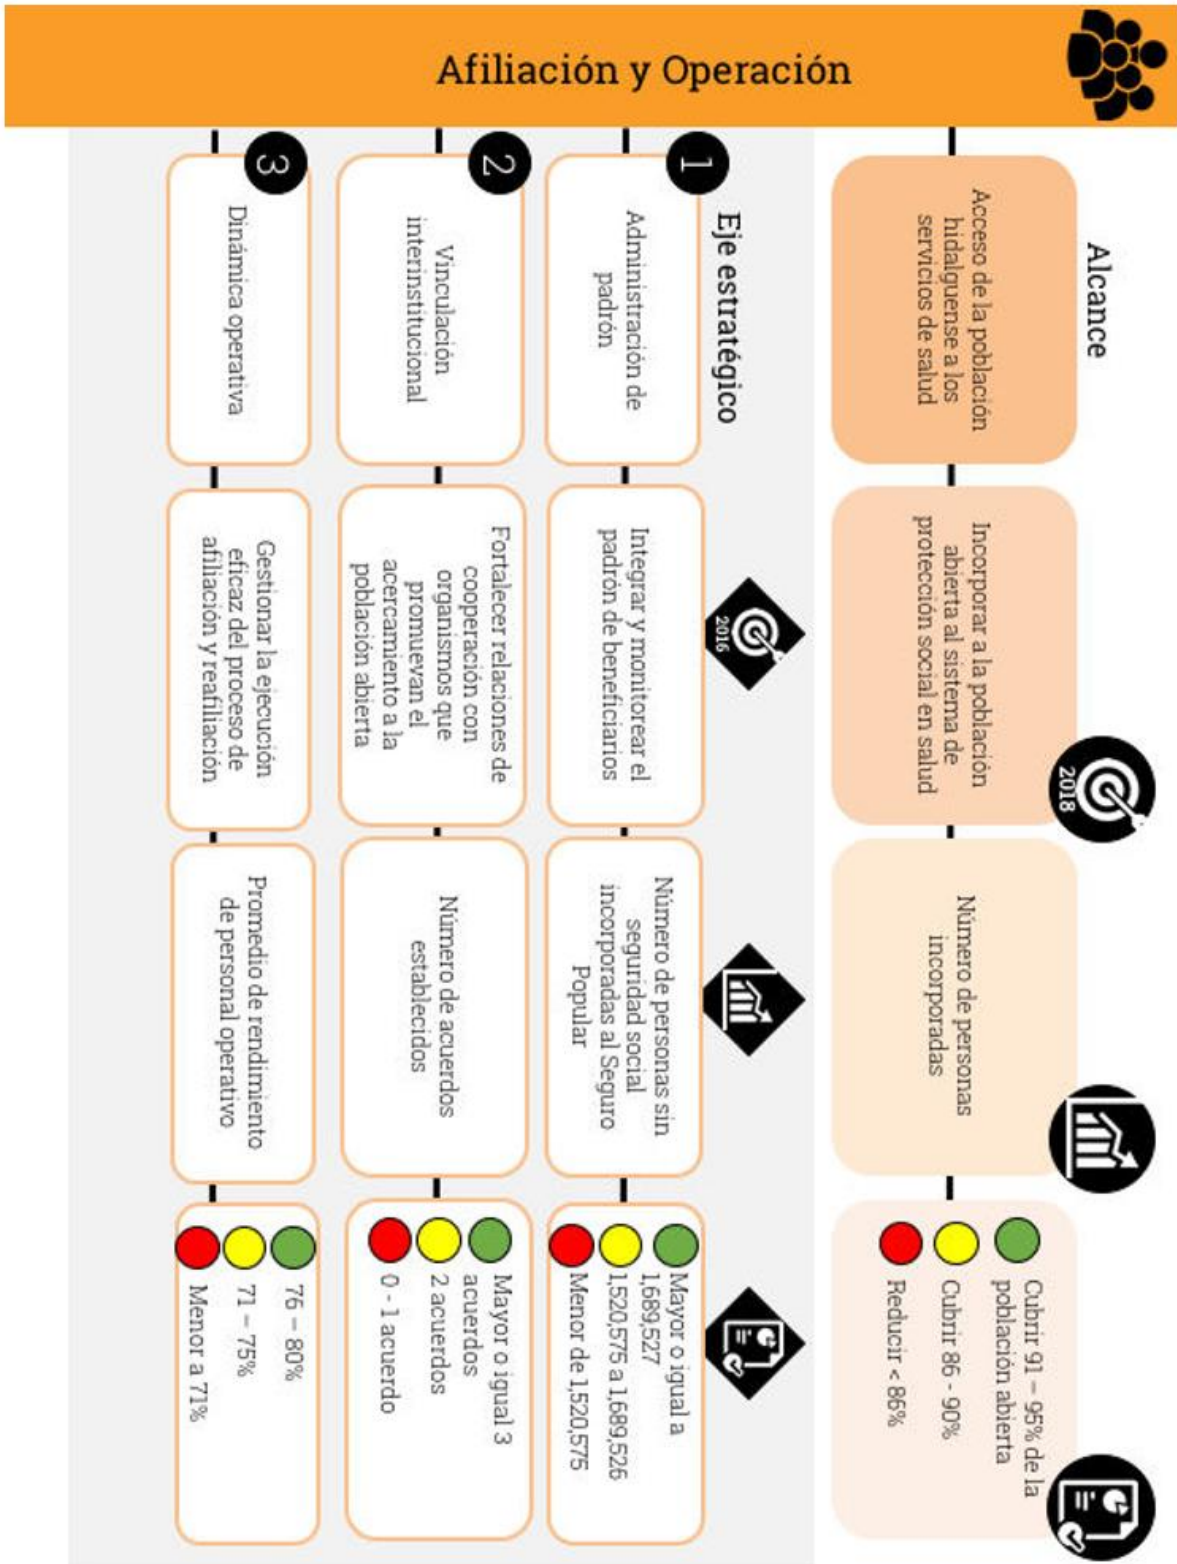 Afiliación y Operación
Alcance
Acceso de la población
hidalguense a los
servicios de salud
Incorporar a la población
abierta al sistema de
protección social en salud
2018
Número de personas
incorporadas
Cubrir 91 – 95% de la
población abierta
Cubrir 86 - 90%
Reducir < 86%
Eje estratégico
2016
1
Administración de
padrón
Integrar y monitorear el
padrón de beneficiarios
Número de personas sin
seguridad social
incorporadas al Seguro
Popular
Mayor o igual a
1,689,527
1,520,575 a 1,689,526
Menor de 1,520,575
2
Vinculación
interinstitucional
Fortalecer relaciones de
cooperación con
organismos que
promuevan el
acercamiento a la
población abierta
Número de acuerdos
establecidos
Mayor o igual 3
acuerdos
2 acuerdos
0 - 1 acuerdo
3
Dinámica operativa
Gestionar la ejecución
eficaz del proceso de
afiliación y reafiliación
Promedio de rendimiento
de personal operativo
76 – 80%
71 – 75%
Menor a 71%